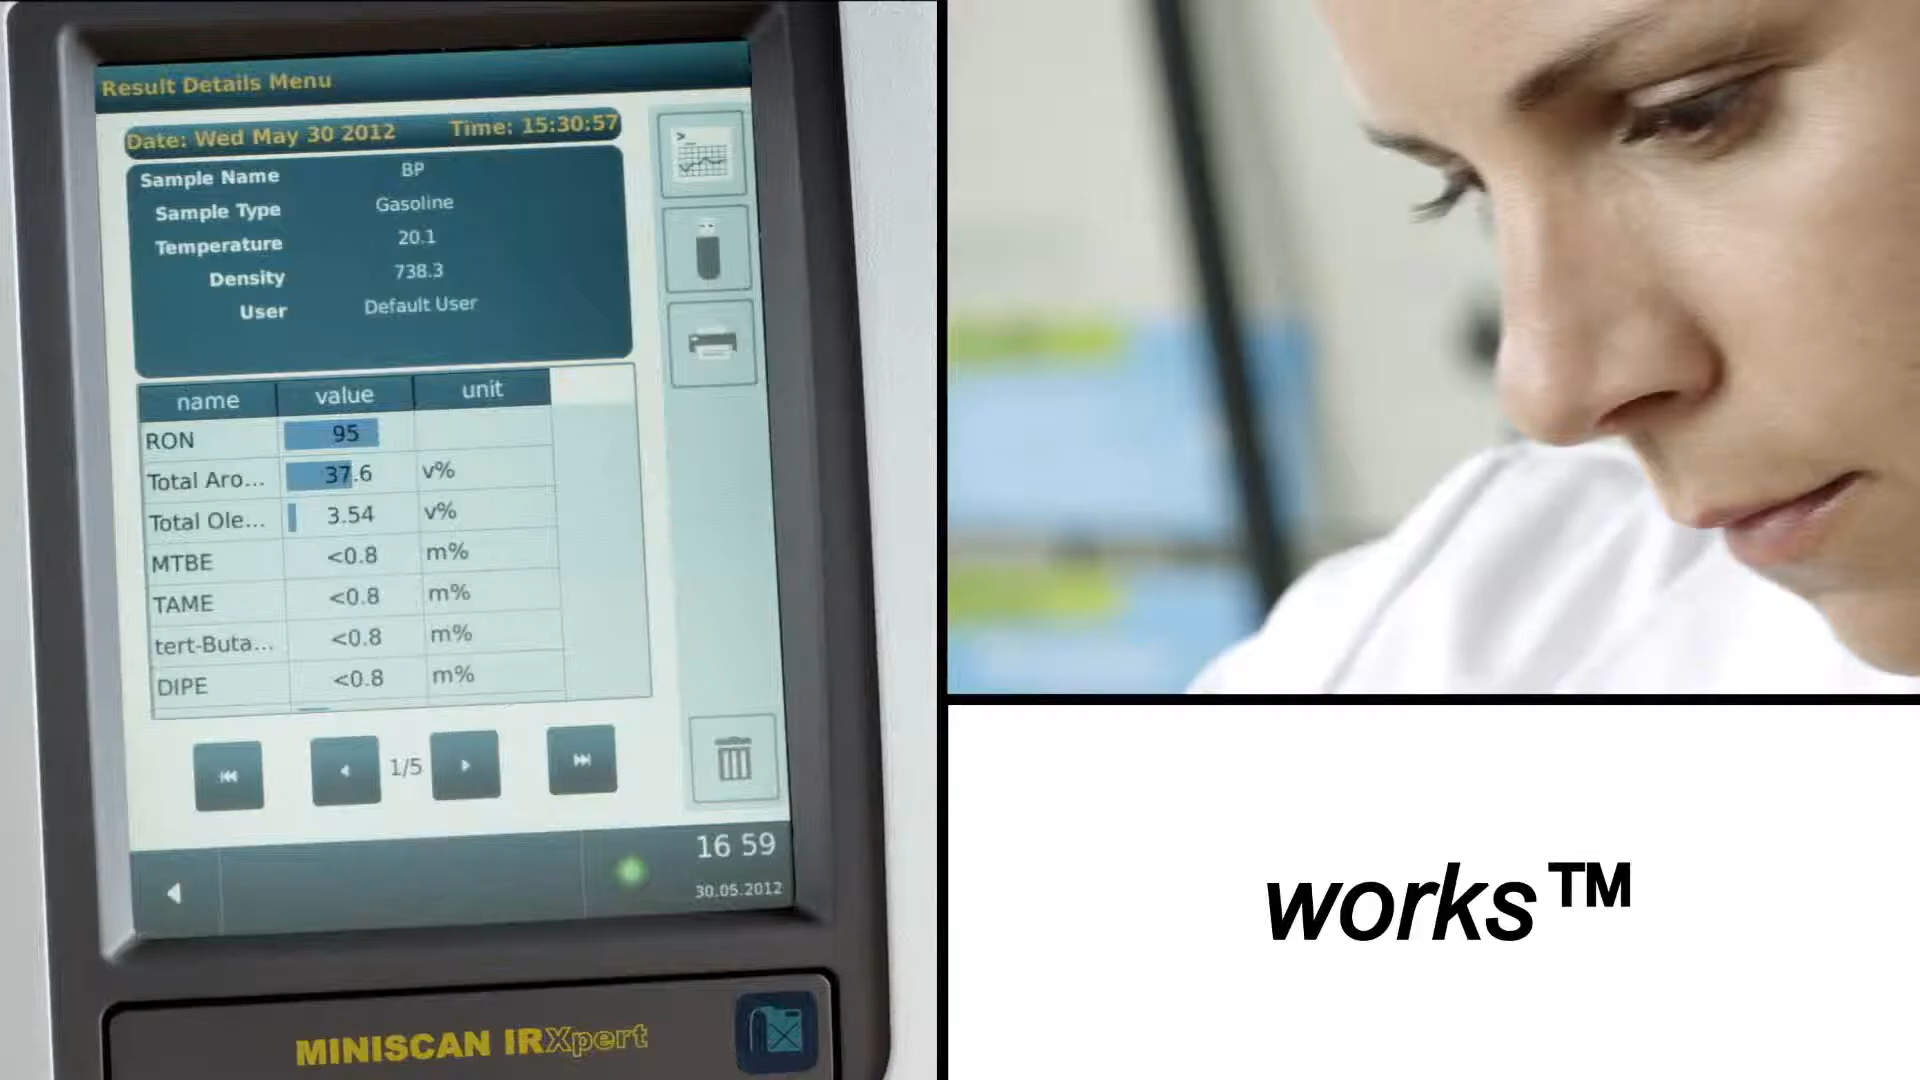 Result Details Menu
Date: Wed May 30 2012 Time: 15:30:57
Sample Name BP
Sample Type Gasoline
Temperature 20.1
Density 738.3
User Default User
name value unit
RON 95
Total Aro... 37.6 v%
Total Ole... 3.54 v%
MTBE <0.8 m%
TAME <0.8 m%
tert-Buta... <0.8 m%
DIPE <0.8 m%
1/5
16 59
30.05.2012
MINISCAN IRXpert
works™